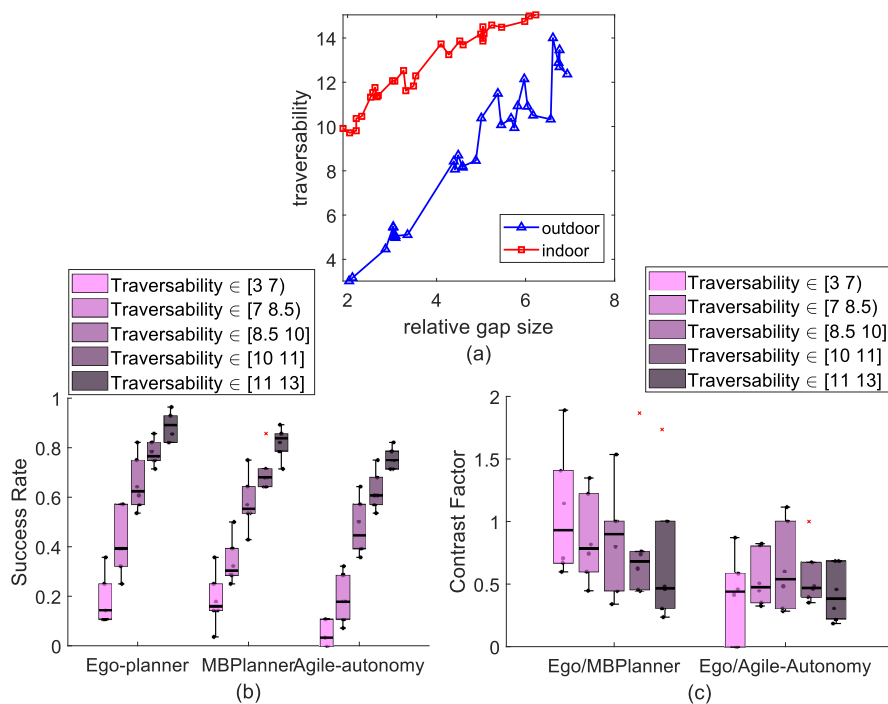 14
12
10
8
6
4
traversability
outdoor
indoor
2
4
6
8
relative gap size
(a)
Traversability ∈ [3 7)
Traversability ∈ [7 8.5)
Traversability ∈ [8.5 10]
Traversability ∈ [10 11]
Traversability ∈ [11 13]
1
0.8
0.6
0.4
0.2
0
Success Rate
Ego-planner
MBPlanner
Agile-autonomy
(b)
Traversability ∈ [3 7)
Traversability ∈ [7 8.5)
Traversability ∈ [8.5 10]
Traversability ∈ [10 11]
Traversability ∈ [11 13]
2
1.5
1
0.5
0
Contrast Factor
Ego/MBPlanner
Ego/Agile-Autonomy
(c)